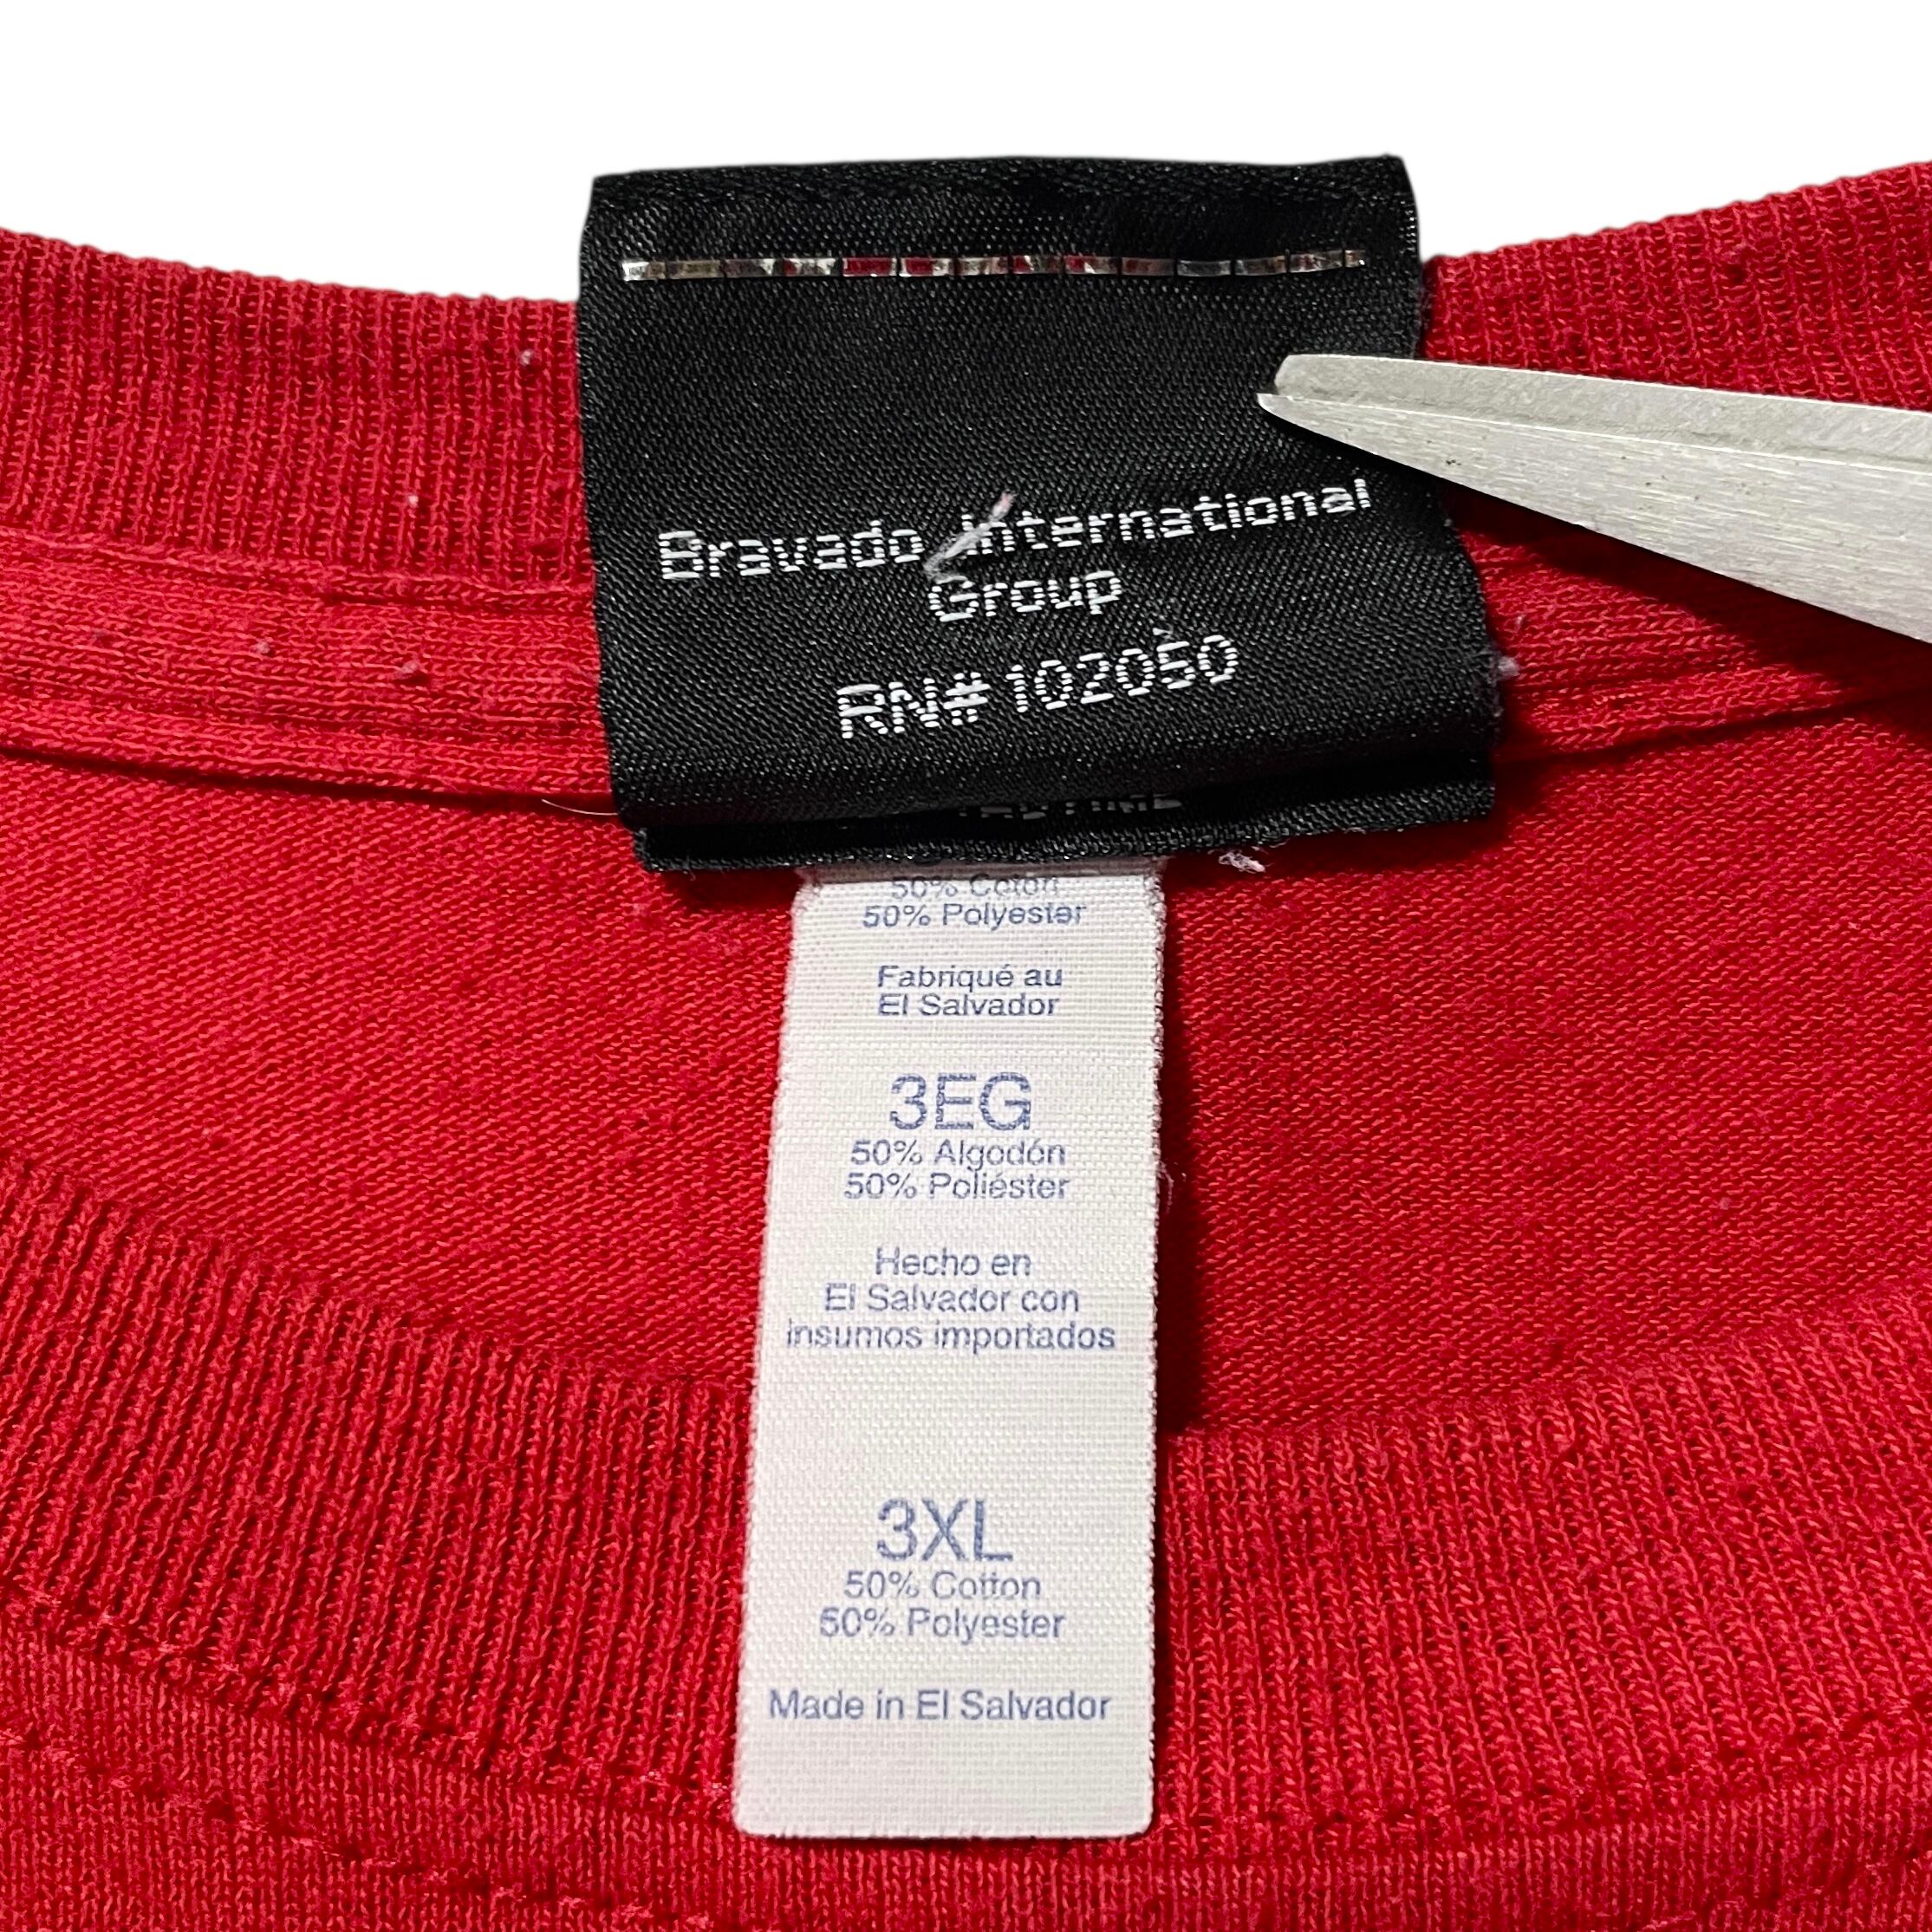 Bravado International
Group
RN# 102050
50% Coton
50% Polyester
Fabriqué au
El Salvador
3EG
50% Algodón
50% Poliéster
Hecho en
El Salvador con
insumos importados
3XL
50% Cotton
50% Polyester
Made in El Salvador